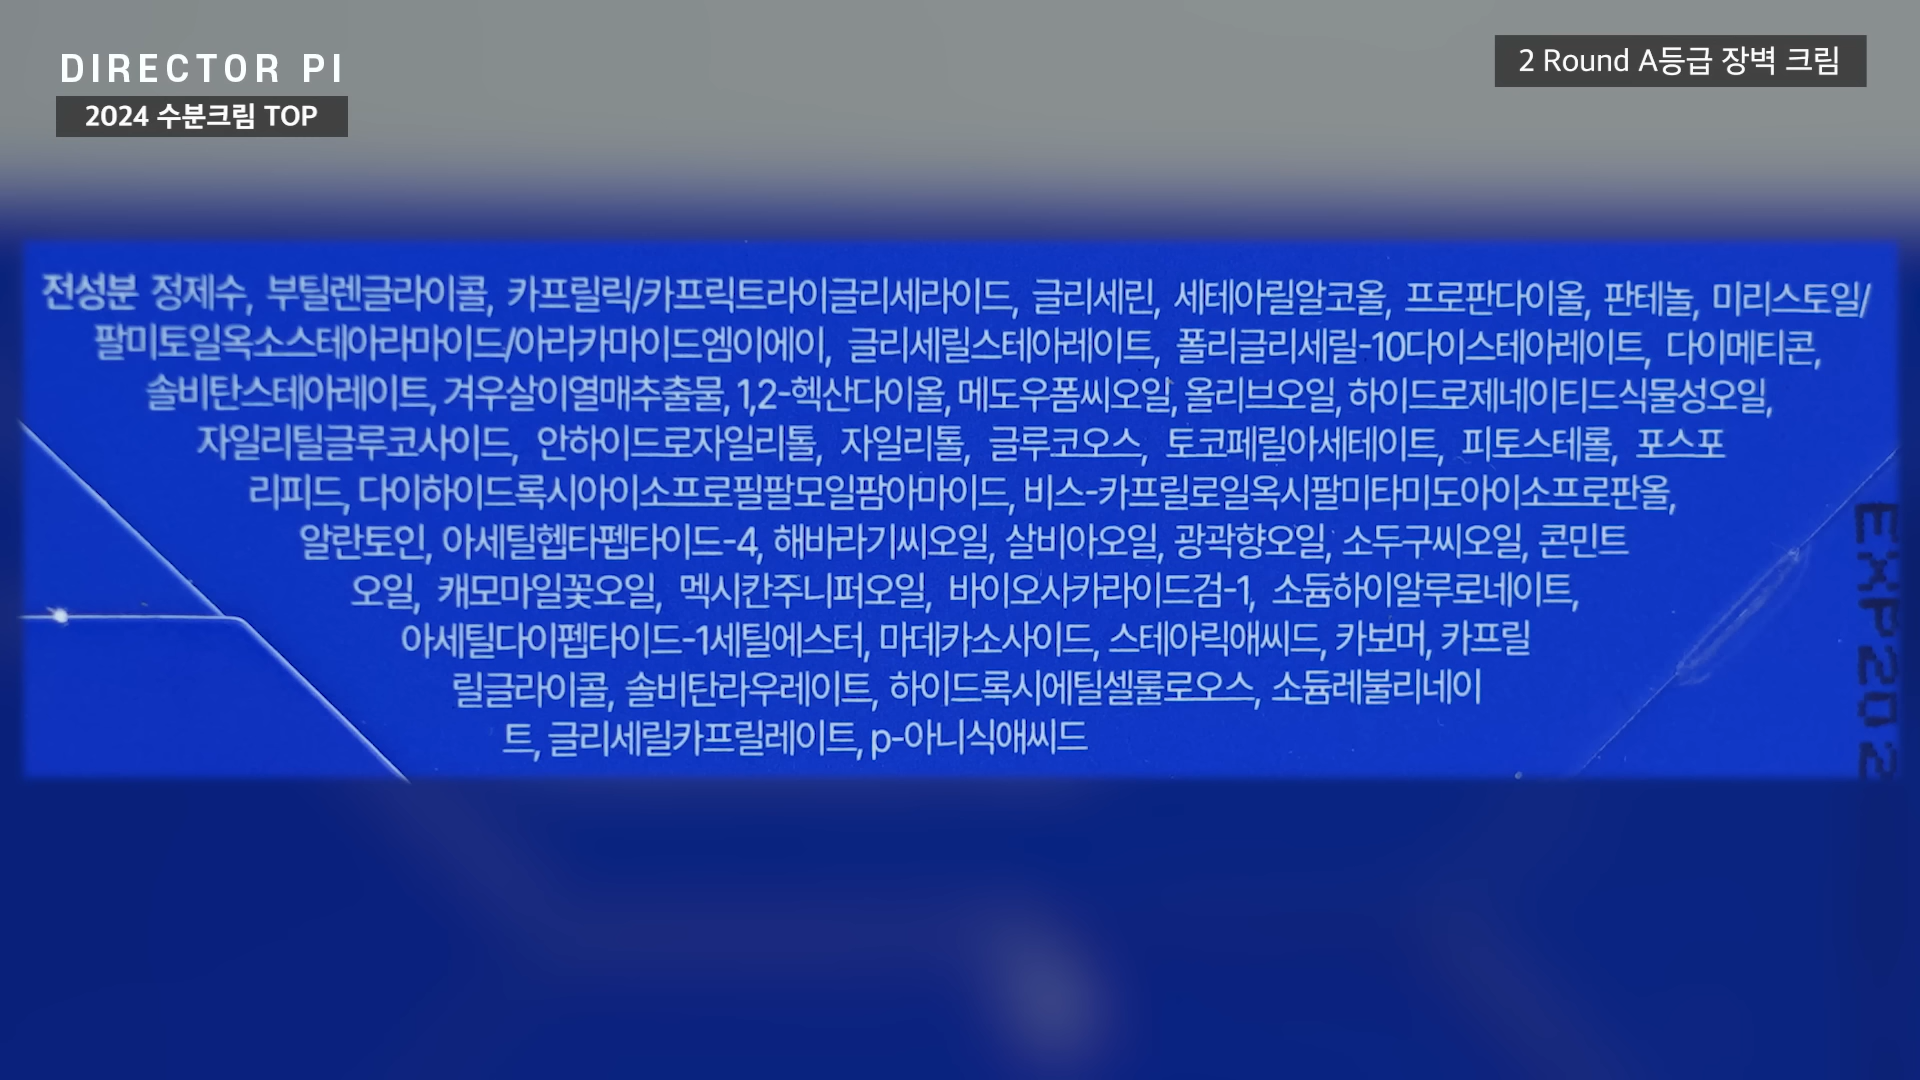 DIRECTOR PI
2024 수분크림 TOP
2 Round A등급 장벽 크림
전성분 정제수, 부틸렌글라이콜, 카프릴릭/카프릭트라이글리세라이드, 글리세린, 세테아릴알코올, 프로판다이올, 판테놀, 미리스토일/
팔미토일옥소스테아라마이드/아라카마이드엠이에이, 글리세릴스테아레이트, 폴리글리세릴-10다이스테아레이트, 다이메티콘,
솔비탄스테아레이트, 겨우살이열매추출물, 1,2-헥산다이올, 메도우폼씨오일, 올리브오일, 하이드로제네이티드식물성오일,
자일리틸글루코사이드, 안하이드로자일리톨, 자일리톨, 글루코오스, 토코페릴아세테이트, 피토스테롤, 포스포
리피드, 다이하이드록시아이소프로필팔모일팜아마이드, 비스-카프릴로일옥시팔미타미도아이소프로판올,
알란토인, 아세틸헵타펩타이드-4, 해바라기씨오일, 살비아오일, 광곽향오일, 소두구씨오일, 콘민트
오일, 캐모마일꽃오일, 멕시칸주니퍼오일, 바이오사카라이드검-1, 소듐하이알루로네이트,
아세틸다이펩타이드-1세틸에스터, 마데카소사이드, 스테아릭애씨드, 카보머, 카프릴
릴글라이콜, 솔비탄라우레이트, 하이드록시에틸셀룰로오스, 소듐레불리네이
트, 글리세릴카프릴레이트, p-아니식애씨드
EXP 20 2